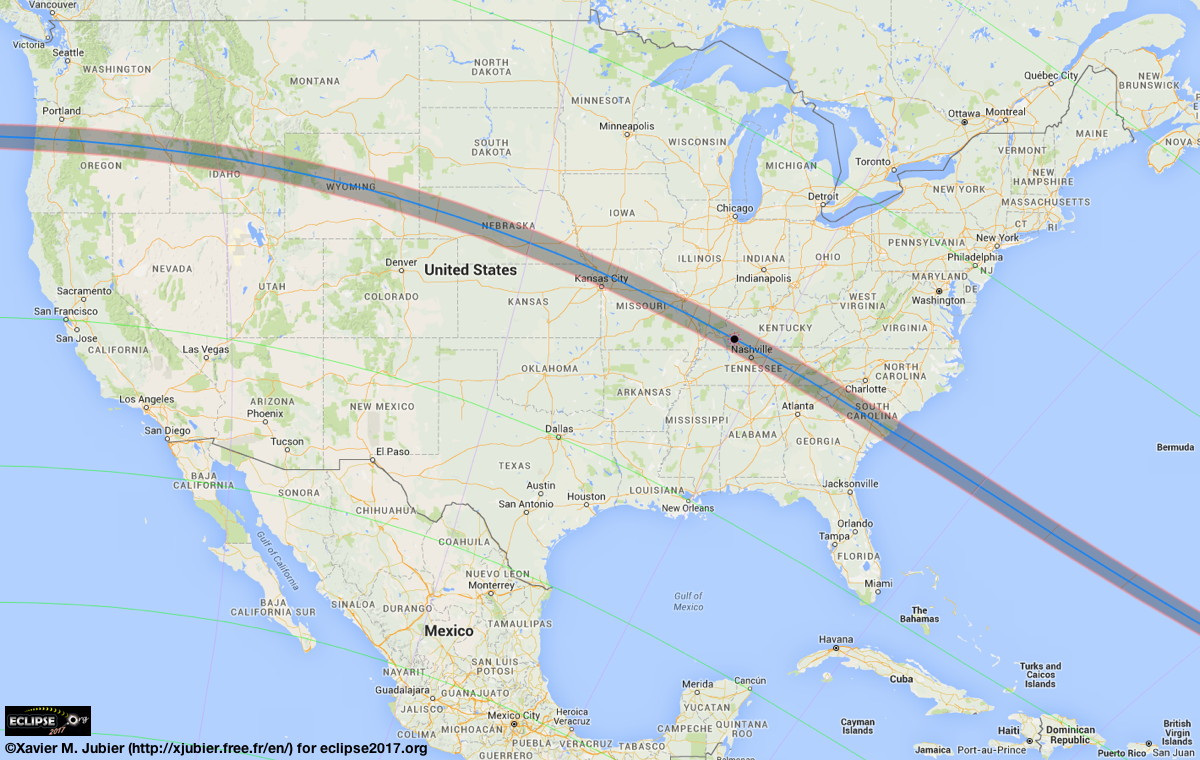 Vancouver
Victoria
Seattle
WASHINGTON
MONTANA
NORTH
DAKOTA
MINNESOTA
Québec City
NEW
BRUNSWICK
Portland
Minneapolis
Ottawa
Montreal
MAINE
NOVA S
OREGON
IDAHO
WYOMING
SOUTH
DAKOTA
WISCONSIN
MICHIGAN
Toronto
VERMONT
NEW
HAMPSHIRE
Detroit
NEW YORK
MASSACHUSETTS
Chicago
IOWA
NEBRASKA
CT
RI
PENNSYLVANIA
New York
NEVADA
Denver
United States
ILLINOIS
INDIANA
OHIO
Philadelphia
NJ
Kansas City
Indianapolis
MARYLAND
DE
Sacramento
UTAH
COLORADO
KANSAS
MISSOURI
WEST
VIRGINIA
Washington
San Francisco
San Jose
KENTUCKY
VIRGINIA
CALIFORNIA
Las Vegas
Nashville
OKLAHOMA
TENNESSEE
NORTH
CAROLINA
Charlotte
Los Angeles
ARIZONA
Phoenix
NEW MEXICO
ARKANSAS
Atlanta
SOUTH
CAROLINA
San Diego
Tucson
Dallas
MISSISSIPPI
ALABAMA
GEORGIA
El Paso
TEXAS
Bermuda
BAJA
CALIFORNIA
SONORA
Austin
Houston
LOUISIANA
Jacksonville
CHIHUAHUA
San Antonio
New Orleans
Gulf of California
COAHUILA
Orlando
Tampa
FLORIDA
NUEVO LEON
Monterrey
Miami
BAJA
CALIFORNIA SUR
SINALOA
DURANGO
Gulf of
Mexico
The
Bahamas
Mexico
TAMAULIPAS
Havana
NAYARIT
SAN LUIS
POTOSI
Cuba
Turks and
Caicos
Islands
Guadalajara
GUANAJUATO
Merida
Cancún
YUCATAN
JALISCO
Mexico City
Heroica
Veracruz
QUINTANA
ROO
Cayman
Islands
Haiti
Dominican
Republic
British
Virgin
Islands
COLIMA
MICHOACAN
CAMPECHE
PUEBLA
VERACRUZ
TABASCO
Jamaica
Port-au-Prince
Puerto Rico
San Juan
ECLIPSE
2017
.org
©Xavier M. Jubier (http://xjubier.free.fr/en/) for eclipse2017.org